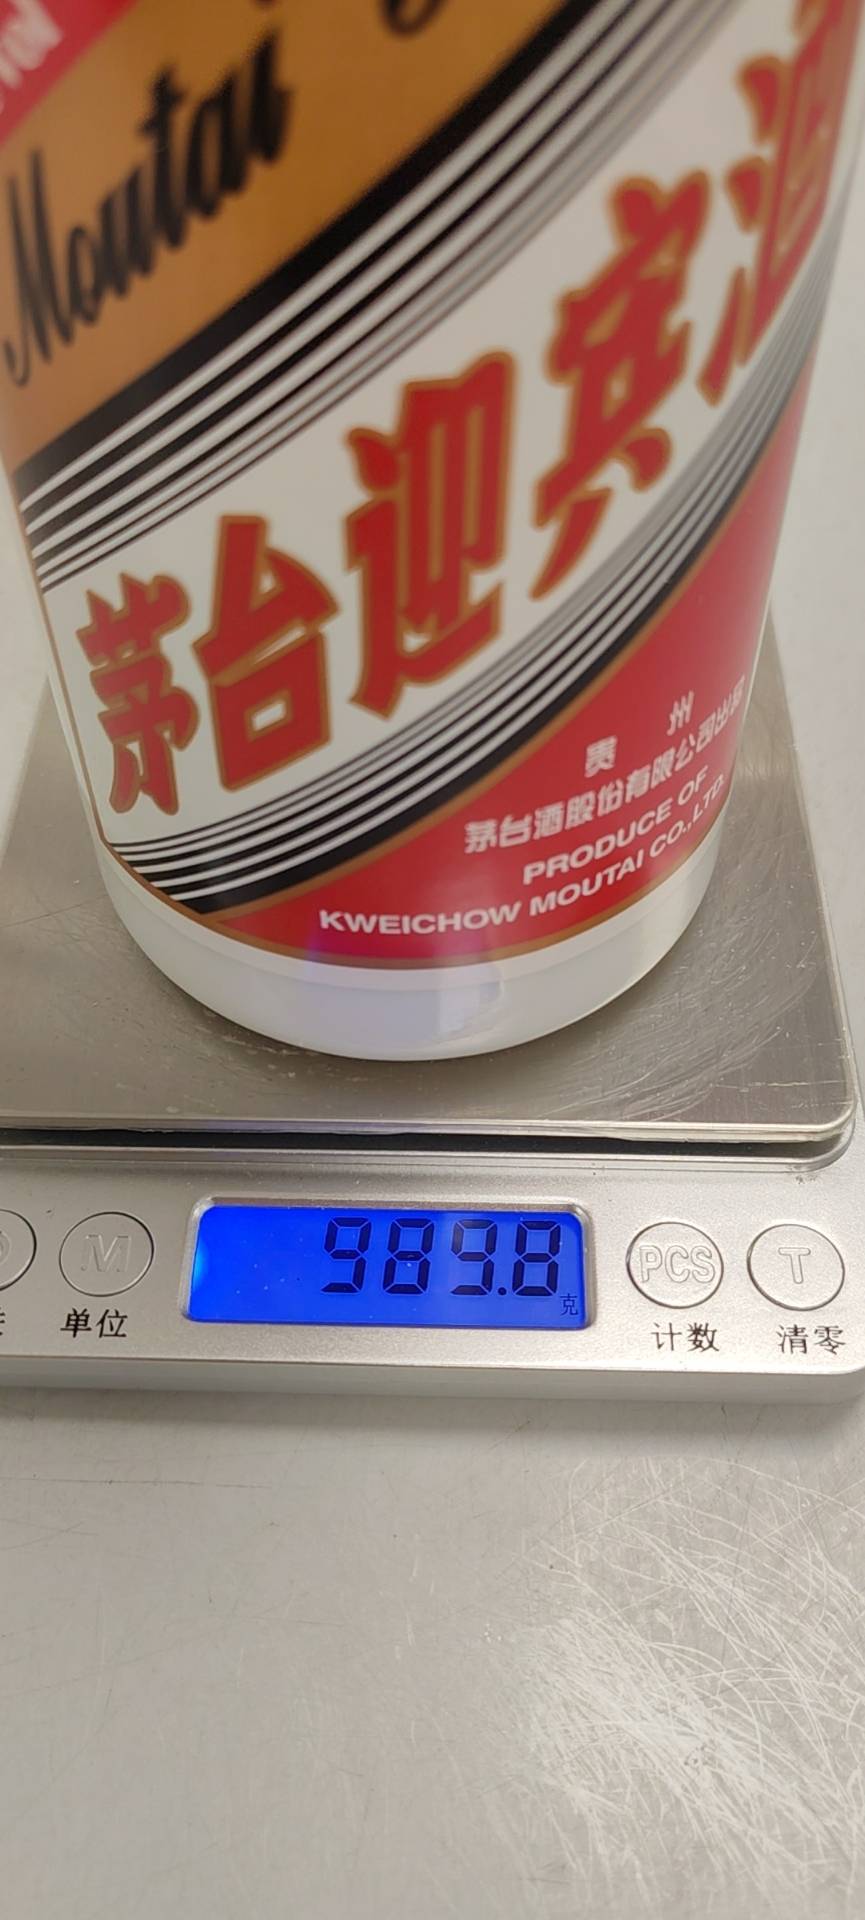 Moutai
茅台迎宾酒
贵州
茅台酒股份有限公司出品
PRODUCE OF
KWEICHOW MOUTAI CO.,LTD.
989.8
克
M
PCS
T
单位
计数
清零